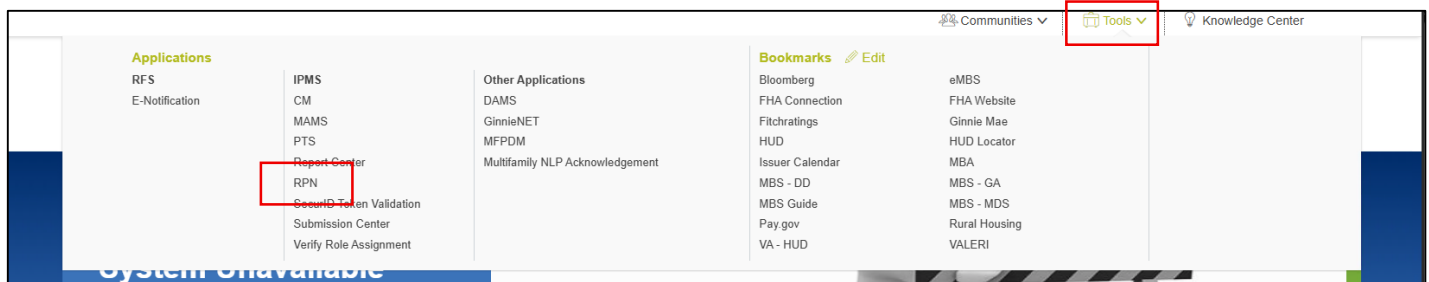 Communities Tools Knowledge Center
Applications Bookmarks Edit
RFS IPMS Other Applications Bloomberg eMBS
E-Notification CM DAMS FHA Connection FHA Website
MAMS GinnieNET Fitchratings Ginnie Mae
PTS MFPDM HUD HUD Locator
Report Center Multifamily NLP Acknowledgement Issuer Calendar MBA
RPN MBS - DD MBS - GA
SecurID Token Validation MBS Guide MBS - MDS
Submission Center Pay.gov Rural Housing
Verify Role Assignment VA - HUD VALERI
System Unavailable